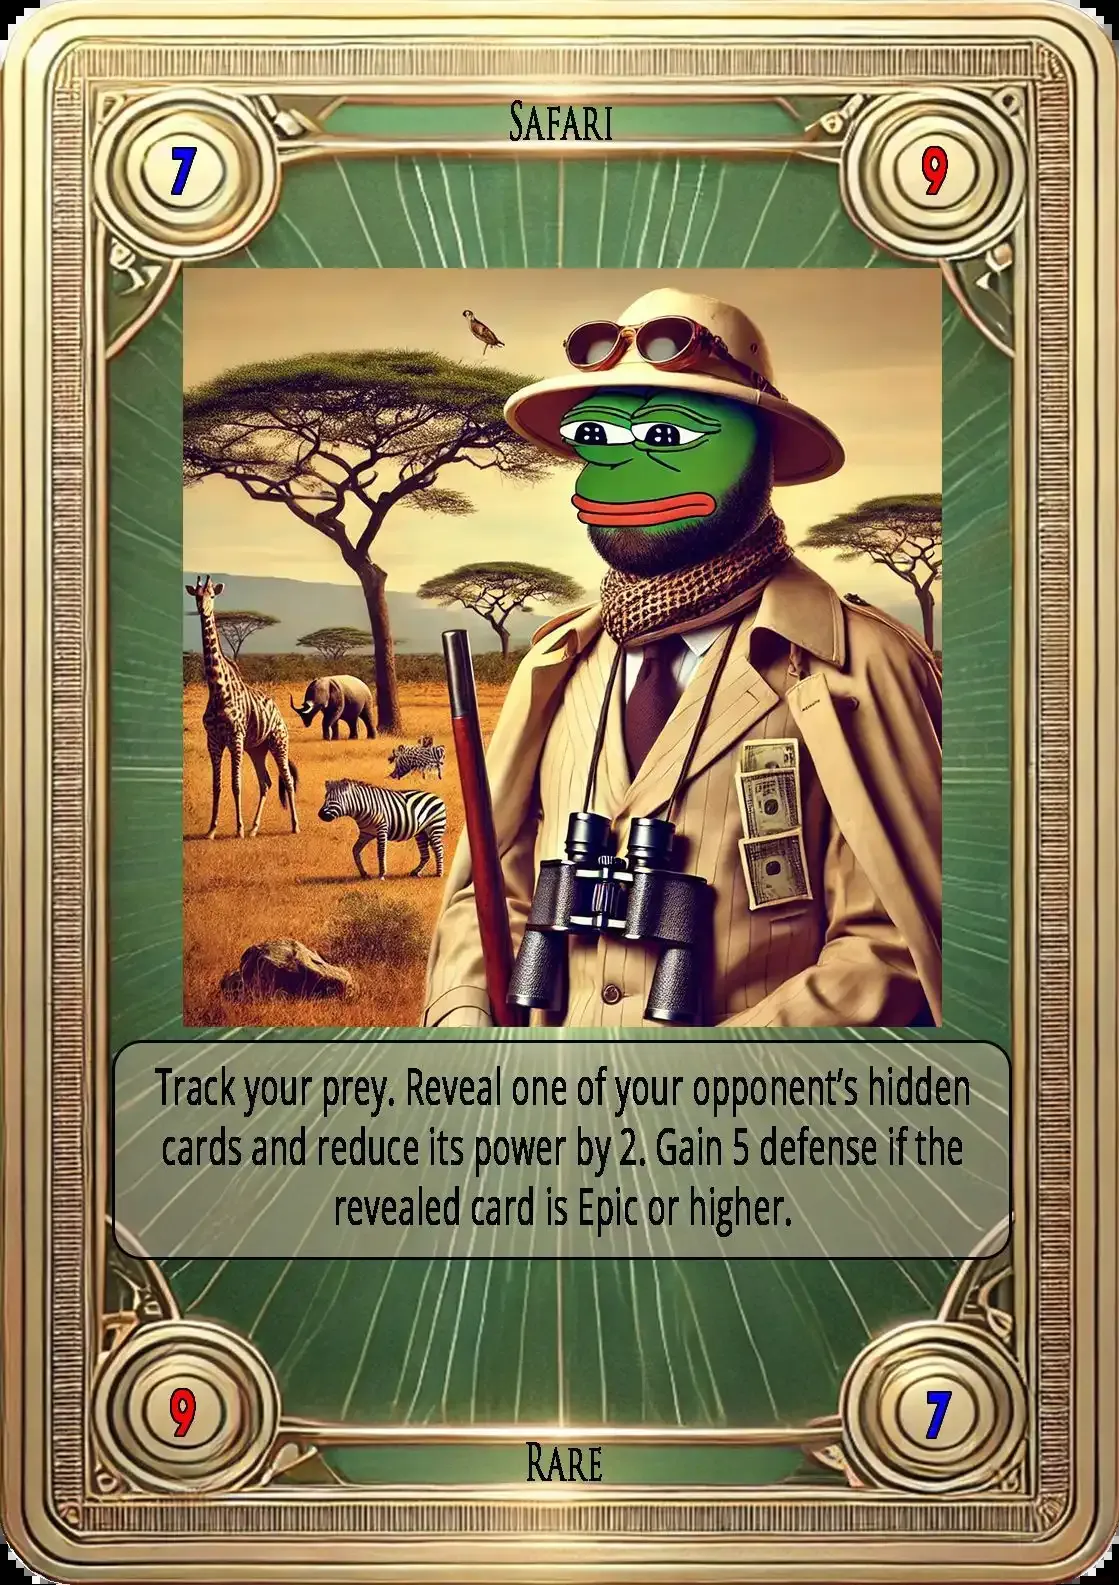 Safari
7
9
Track your prey. Reveal one of your opponent's hidden
cards and reduce its power by 2. Gain 5 defense if the
revealed card is Epic or higher.
9
7
Rare